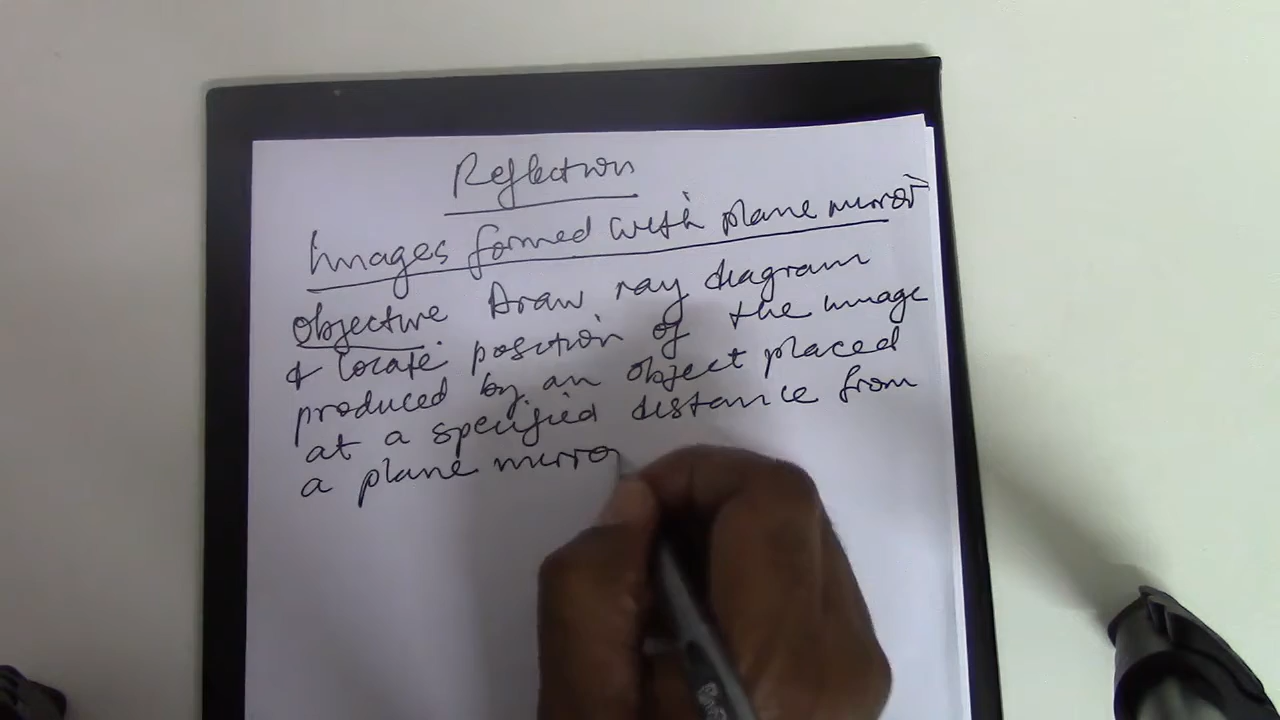 Reflection
Images formed with plane mirror
Objective Draw ray diagram
& locate position of the image
produced by an object placed
at a specified distance from
a plane mirro